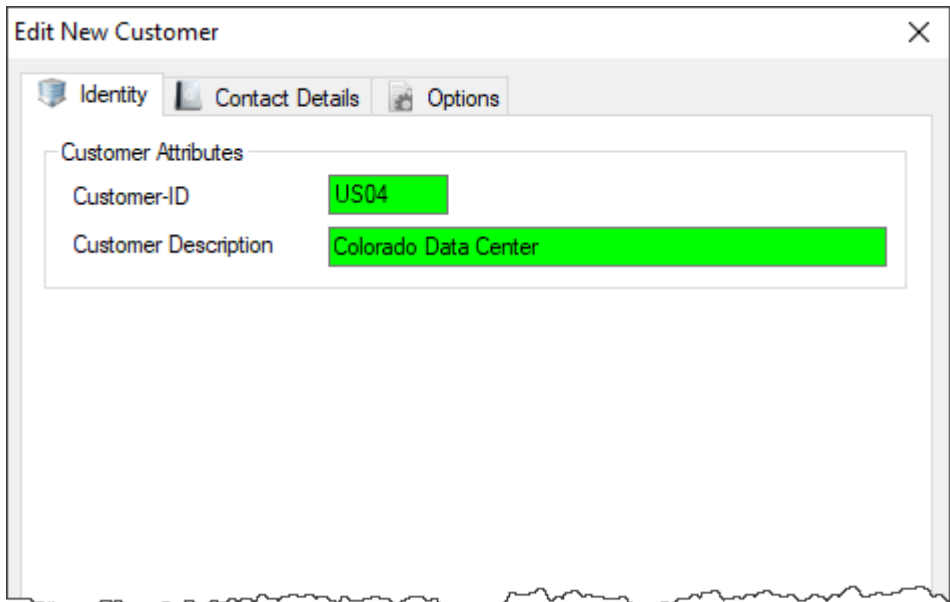 Edit New Customer
Identity Contact Details Options
Customer Attributes
Customer-ID US04
Customer Description Colorado Data Center